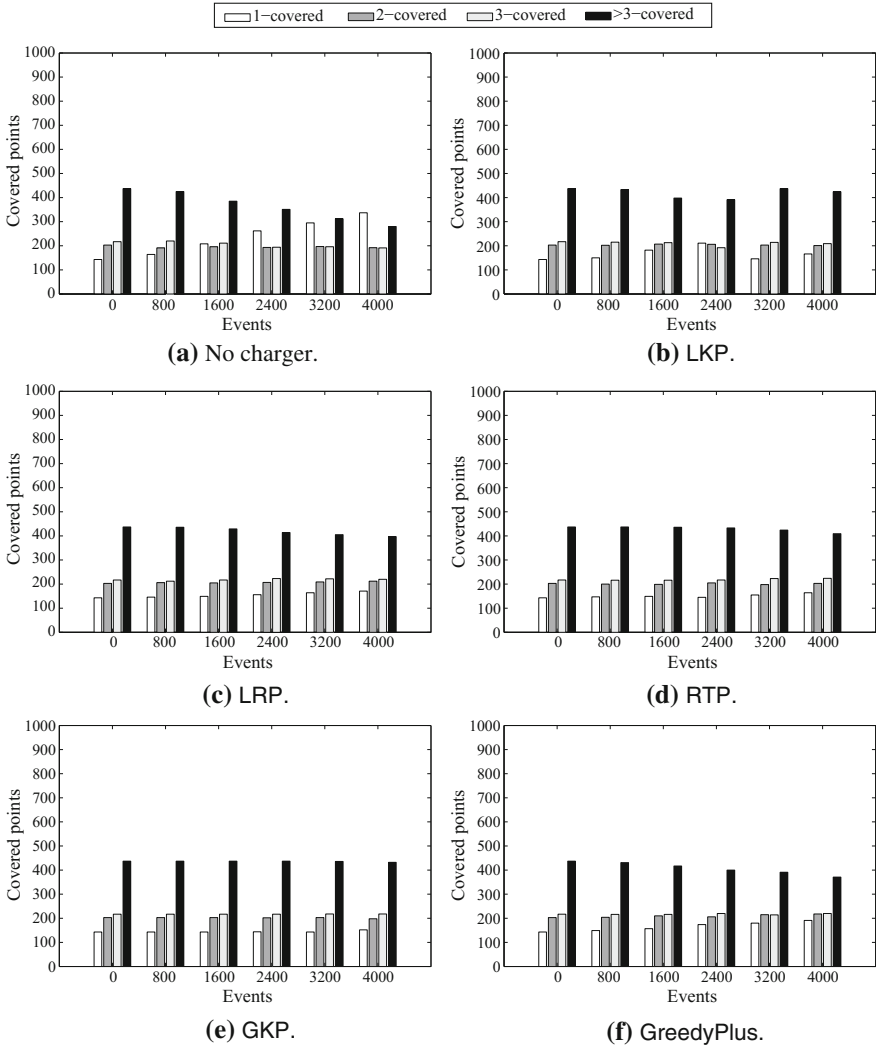 1−covered 2−covered 3−covered >3−covered
1000
900
800
700
600
500
400
300
200
100
0
Covered points
0 800 1600 2400 3200 4000
Events
(a) No charger.
1000
900
800
700
600
500
400
300
200
100
0
Covered points
0 800 1600 2400 3200 4000
Events
(b) LKP.
1000
900
800
700
600
500
400
300
200
100
0
Covered points
0 800 1600 2400 3200 4000
Events
(c) LRP.
1000
900
800
700
600
500
400
300
200
100
0
Covered points
0 800 1600 2400 3200 4000
Events
(d) RTP.
1000
900
800
700
600
500
400
300
200
100
0
Covered points
0 800 1600 2400 3200 4000
Events
(e) GKP.
1000
900
800
700
600
500
400
300
200
100
0
Covered points
0 800 1600 2400 3200 4000
Events
(f) GreedyPlus.